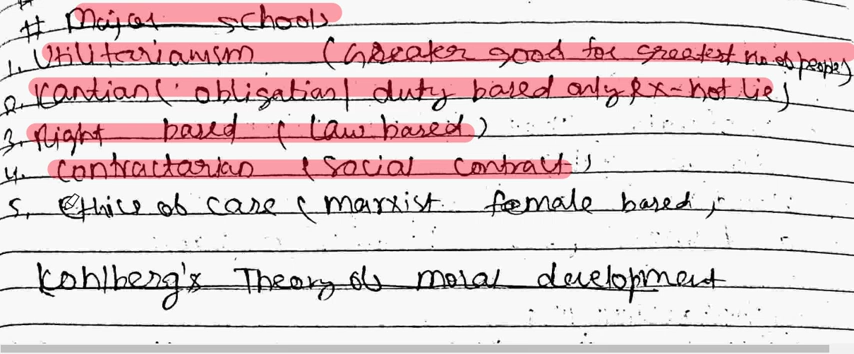 # Major schools
1. Utilitarianism (Greater good for greatest no. of people)
2. Kantian ( obligation/ duty based only Ex- not lie)
3. Right based ( law based)
4. contractarian (social contract)
5. Ethics of care ( marxist female based,
Kohlberg's Theory of moral development